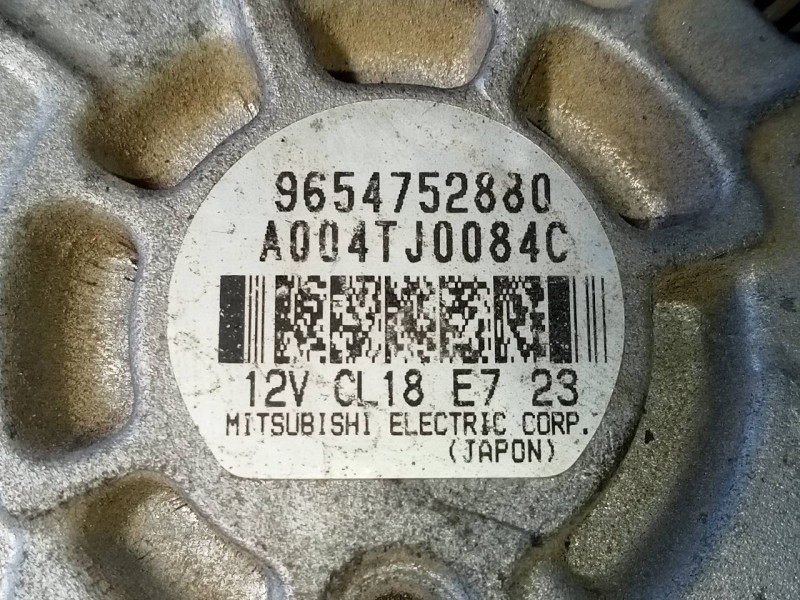 9654752880
A004TJ0084C
12V CL18 E7 23
MITSUBISHI ELECTRIC CORP.
(JAPON)